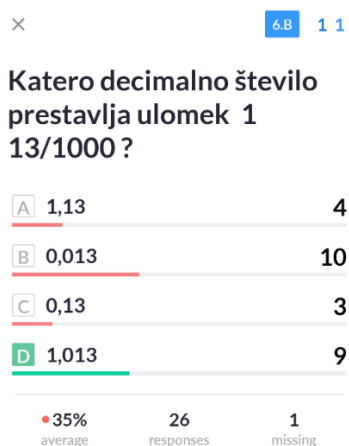 ×
6.B 1 1
Katero decimalno število
prestavlja ulomek 1
13/1000 ?
A 1,13 4
B 0,013 10
C 0,13 3
D 1,013 9
35% 26 1
average responses missing